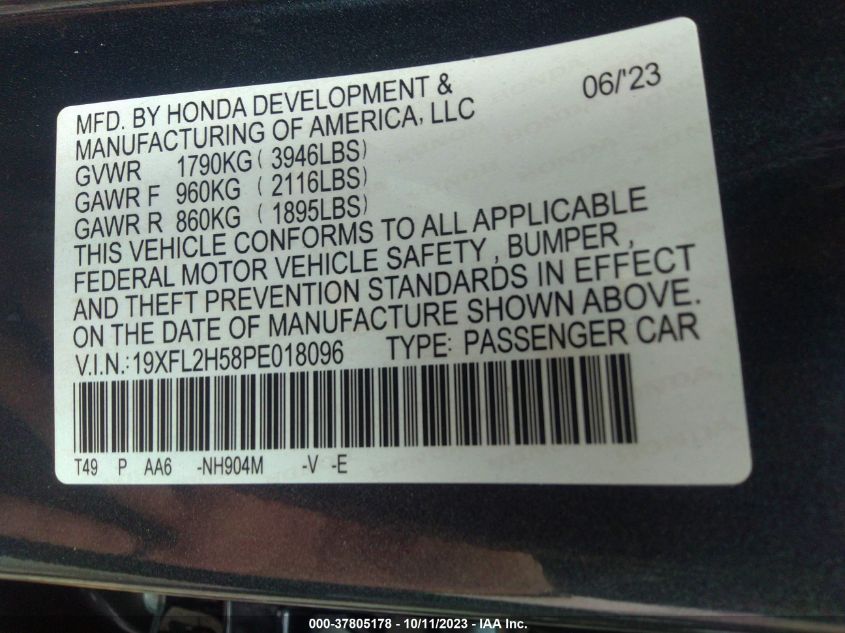 MFD. BY HONDA DEVELOPMENT & 06/'23
MANUFACTURING OF AMERICA, LLC
GVWR 1790KG ( 3946LBS)
GAWR F 960KG ( 2116LBS)
GAWR R 860KG ( 1895LBS)
THIS VEHICLE CONFORMS TO ALL APPLICABLE
FEDERAL MOTOR VEHICLE SAFETY , BUMPER ,
AND THEFT PREVENTION STANDARDS IN EFFECT
ON THE DATE OF MANUFACTURE SHOWN ABOVE.
V.I.N.:19XFL2H58PE018096 TYPE: PASSENGER CAR
T49 P AA6 -NH904M -V -E
000-37805178 - 10/11/2023 - IAA Inc.